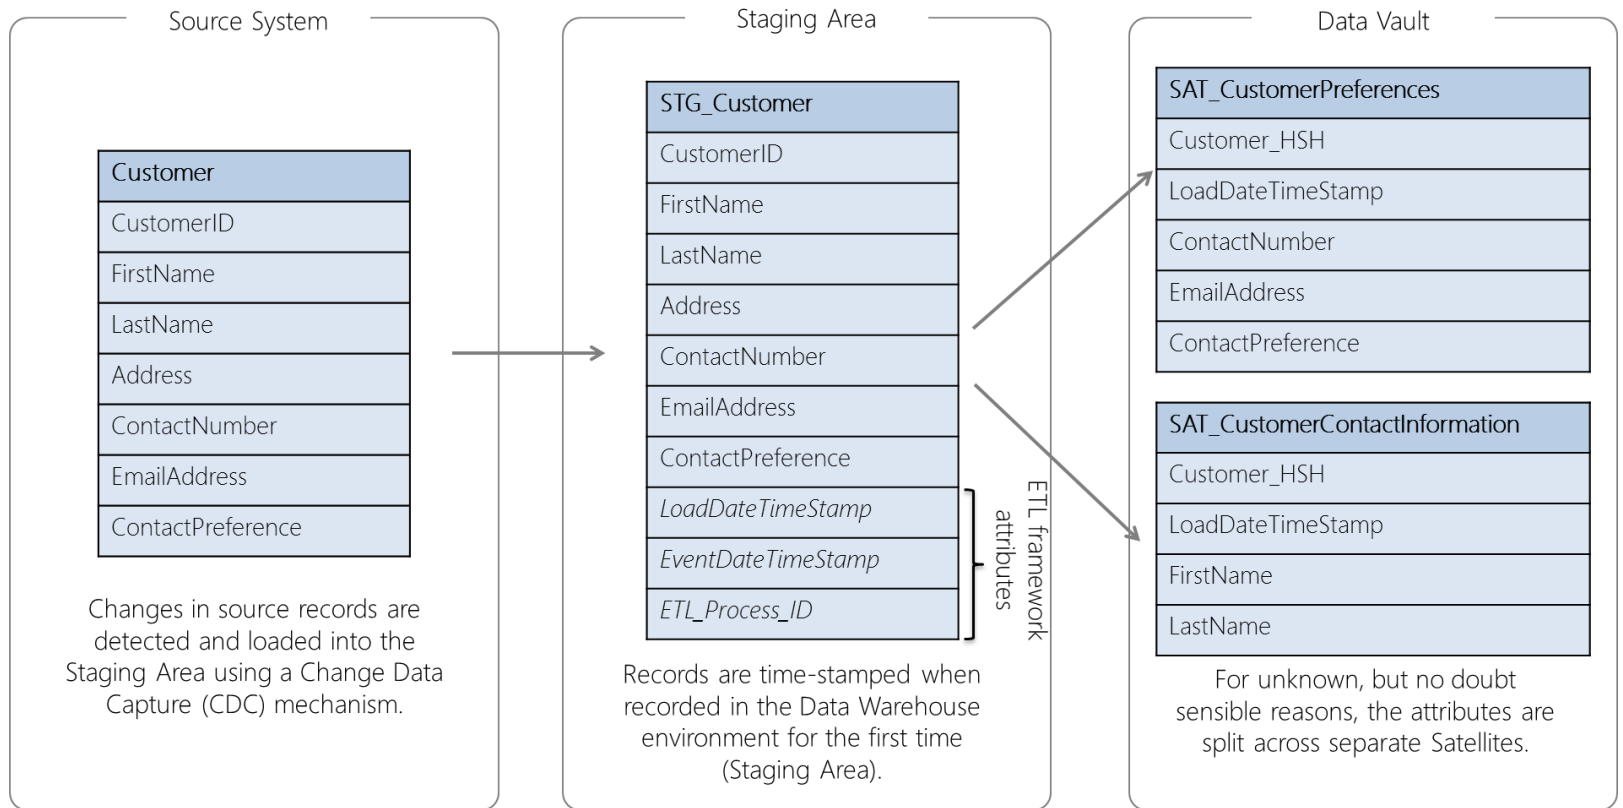 Source System
Customer
CustomerID
FirstName
LastName
Address
ContactNumber
EmailAddress
ContactPreference
Changes in source records are
detected and loaded into the
Staging Area using a Change Data
Capture (CDC) mechanism.
Staging Area
STG_Customer
CustomerID
FirstName
LastName
Address
ContactNumber
EmailAddress
ContactPreference
LoadDateTimeStamp
EventDateTimeStamp
ETL_Process_ID
ETL framework
attributes
Records are time-stamped when
recorded in the Data Warehouse
environment for the first time
(Staging Area).
Data Vault
SAT_CustomerPreferences
Customer_HSH
LoadDateTimeStamp
ContactNumber
EmailAddress
ContactPreference
SAT_CustomerContactInformation
Customer_HSH
LoadDateTimeStamp
FirstName
LastName
For unknown, but no doubt
sensible reasons, the attributes are
split across separate Satellites.